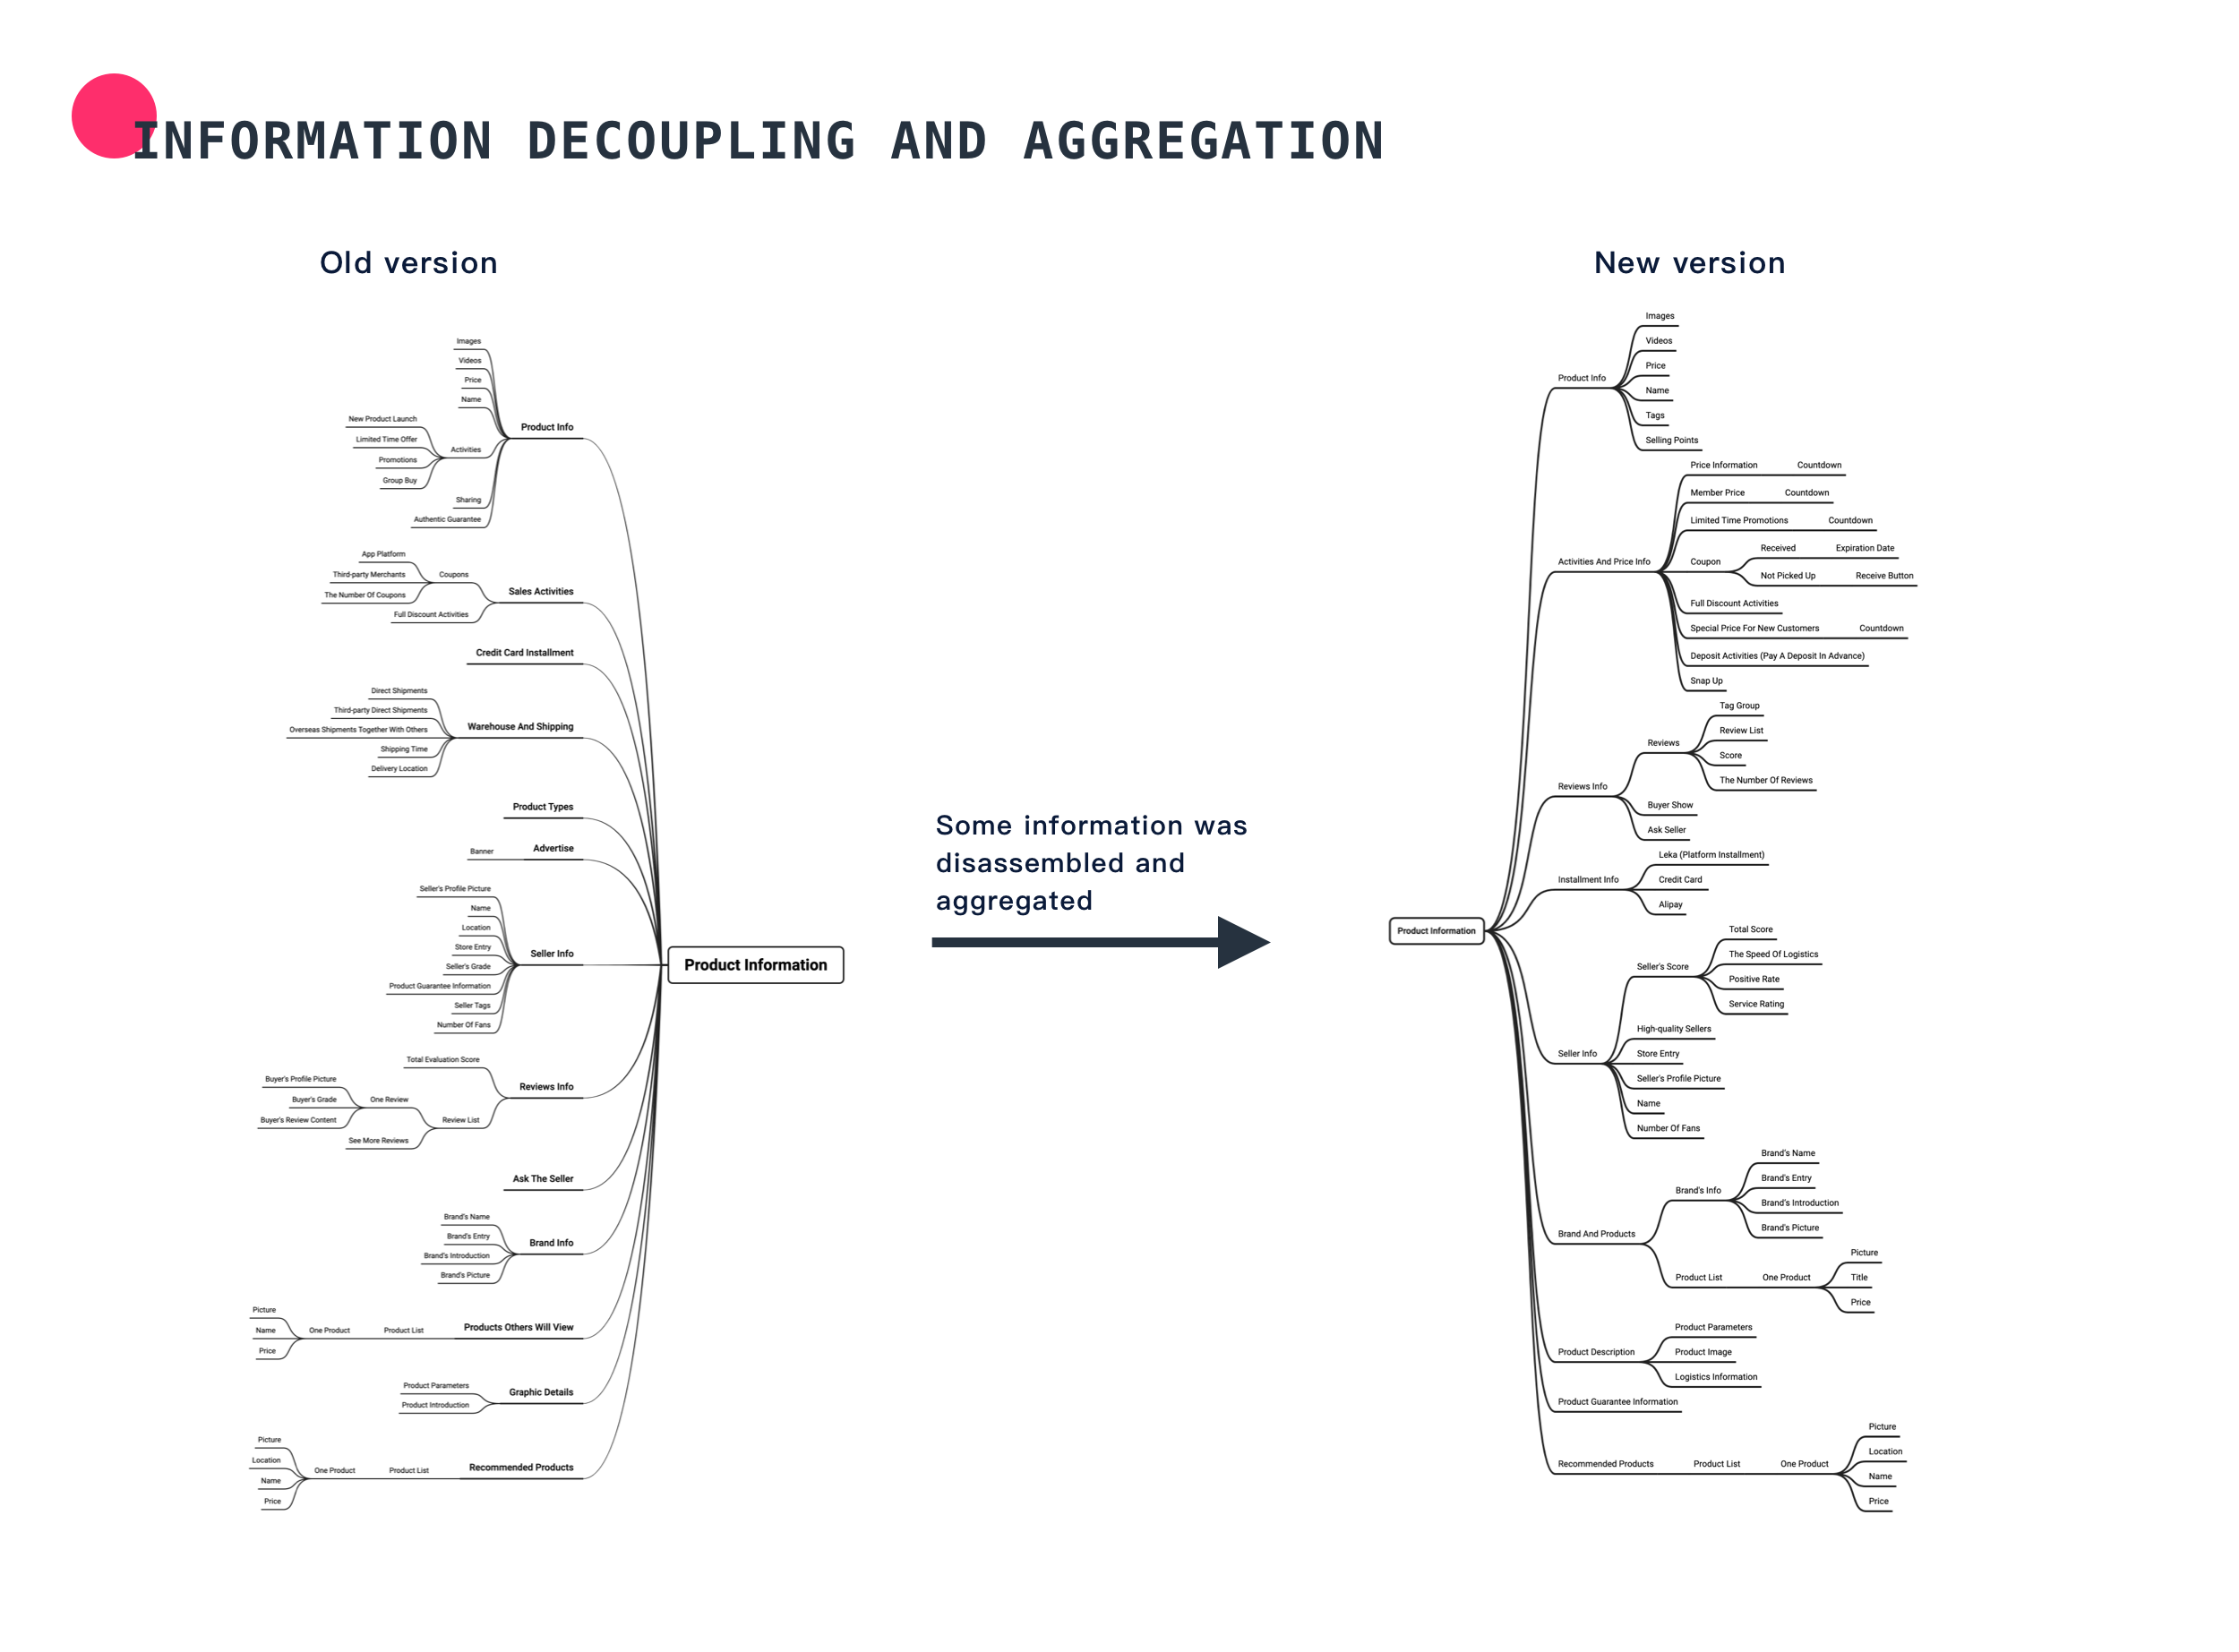 INFORMATION DECOUPLING AND AGGREGATION
Old version
Images
Videos
Price
Name
New Product Launch
Limited Time Offer
Promotions
Group Buy
Activities
Sharing
Authentic Guarantee
Product Info
App Platform
Third-party Merchants
The Number Of Coupons
Coupons
Full Discount Activities
Sales Activities
Credit Card Installment
Direct Shipments
Third-party Direct Shipments
Overseas Shipments Together With Others
Shipping Time
Delivery Location
Warehouse And Shipping
Product Types
Banner
Advertise
Seller's Profile Picture
Name
Location
Store Entry
Seller's Grade
Product Guarantee Information
Seller Tags
Number Of Fans
Seller Info
Product Information
Total Evaluation Score
Buyer's Profile Picture
Buyer's Grade
Buyer's Review Content
One Review
See More Reviews
Review List
Reviews Info
Ask The Seller
Brand's Name
Brand's Entry
Brand's Introduction
Brand's Picture
Brand Info
Picture
Name
Price
One Product
Product List
Products Others Will View
Product Parameters
Product Introduction
Graphic Details
Picture
Location
Name
Price
One Product
Product List
Recommended Products
Some information was
disassembled and
aggregated
New version
Product Information
Product Info
Images
Videos
Price
Name
Tags
Selling Points
Activities And Price Info
Price Information
Countdown
Member Price
Countdown
Limited Time Promotions
Countdown
Coupon
Received
Expiration Date
Not Picked Up
Receive Button
Full Discount Activities
Special Price For New Customers
Countdown
Deposit Activities (Pay A Deposit In Advance)
Snap Up
Reviews Info
Reviews
Tag Group
Review List
Score
The Number Of Reviews
Buyer Show
Ask Seller
Installment Info
Leka (Platform Installment)
Credit Card
Alipay
Seller Info
Seller's Score
Total Score
The Speed Of Logistics
Positive Rate
Service Rating
High-quality Sellers
Store Entry
Seller's Profile Picture
Name
Number Of Fans
Brand And Products
Brand's Info
Brand's Name
Brand's Entry
Brand's Introduction
Brand's Picture
Product List
One Product
Picture
Title
Price
Product Description
Product Parameters
Product Image
Logistics Information
Product Guarantee Information
Recommended Products
Product List
One Product
Picture
Location
Name
Price